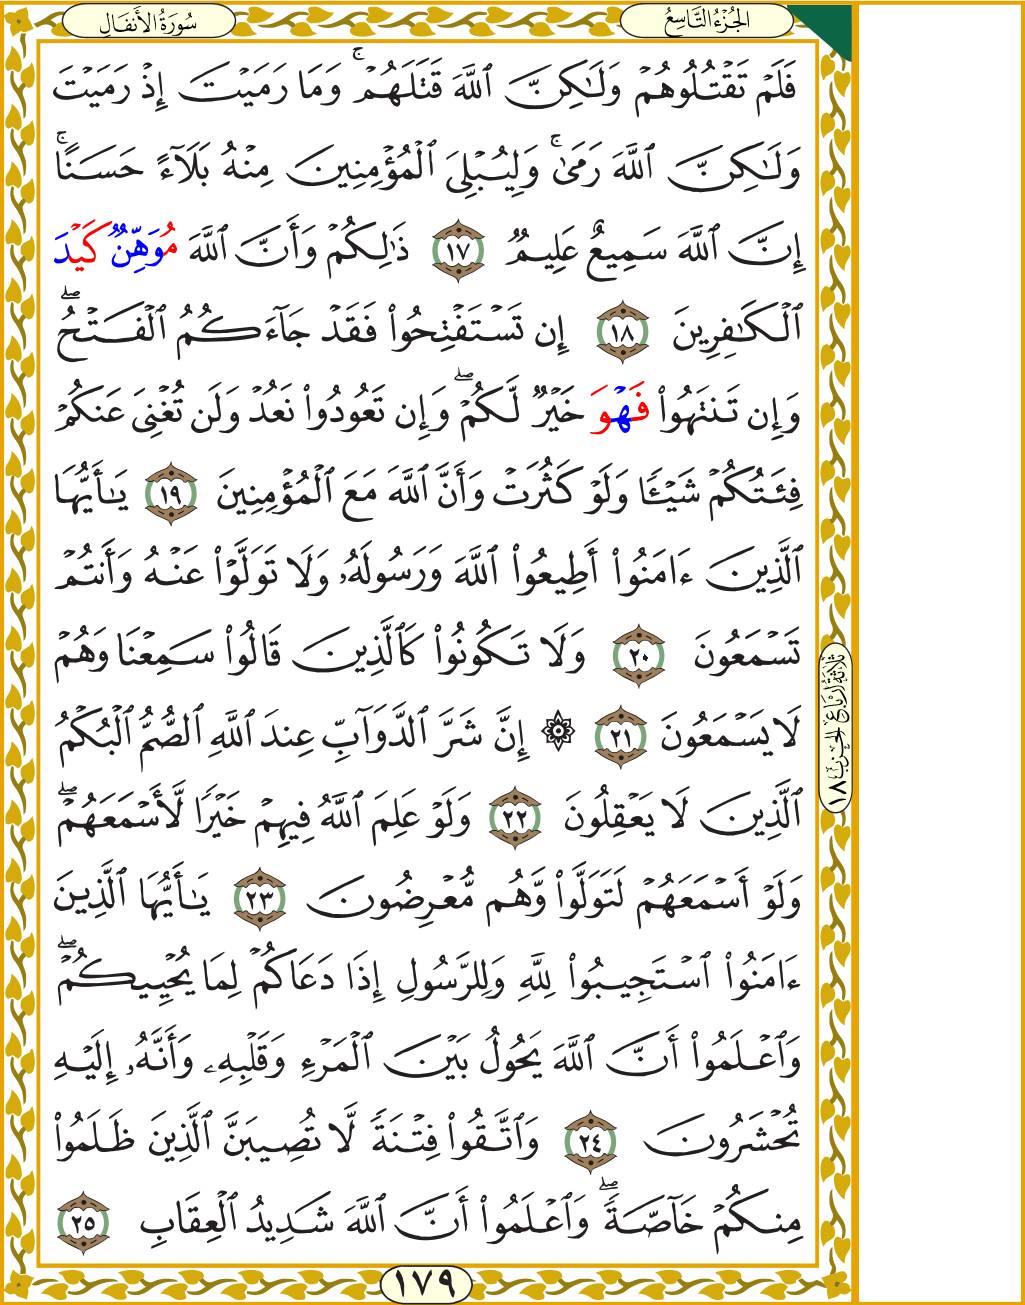 الجُزْءُ التَّاسِعُ
سُورَةُ الأَنفَالِ
فَلَمۡ تَقۡتُلُوهُمۡ وَلَٰكِنَّ ٱللَّهَ قَتَلَهُمۡۚ وَمَا رَمَيۡتَ إِذۡ رَمَيۡتَ
وَلَٰكِنَّ ٱللَّهَ رَمَىٰۚ وَلِيُبۡلِيَ ٱلۡمُؤۡمِنِينَ مِنۡهُ بَلَآءً حَسَنًاۚ
إِنَّ ٱللَّهَ سَمِيعٌ عَلِيمٌ ١٧ ذَٰلِكُمۡ وَأَنَّ ٱللَّهَ مُوَهِّنٌ كَيۡدَ
ٱلۡكَٰفِرِينَ ١٨ إِن تَسۡتَفۡتِحُواْ فَقَدۡ جَآءَكُمُ ٱلۡفَتۡحُۖ
وَإِن تَنتَهُواْ فَهۡوَ خَيۡرٌ لَّكُمۡۖ وَإِن تَعُودُواْ نَعُدۡ وَلَن تُغۡنِيَ عَنكُمۡ
فِئَتُكُمۡ شَيۡـًٔا وَلَوۡ كَثُرَتۡ وَأَنَّ ٱللَّهَ مَعَ ٱلۡمُؤۡمِنِينَ ١٩ يَٰٓأَيُّهَا
ٱلَّذِينَ ءَامَنُواْ أَطِيعُواْ ٱللَّهَ وَرَسُولَهُۥ وَلَا تَوَلَّوۡاْ عَنۡهُ وَأَنتُمۡ
تَسۡمَعُونَ ٢٠ وَلَا تَكُونُواْ كَٱلَّذِينَ قَالُواْ سَمِعۡنَا وَهُمۡ
لَا يَسۡمَعُونَ ٢١ ۞ إِنَّ شَرَّ ٱلدَّوَآبِّ عِندَ ٱللَّهِ ٱلصُّمُّ ٱلۡبُكۡمُ
ٱلَّذِينَ لَا يَعۡقِلُونَ ٢٢ وَلَوۡ عَلِمَ ٱللَّهُ فِيهِمۡ خَيۡرًا لَّأَسۡمَعَهُمۡۖ
وَلَوۡ أَسۡمَعَهُمۡ لَتَوَلَّواْ وَّهُم مُّعۡرِضُونَ ٢٣ يَٰٓأَيُّهَا ٱلَّذِينَ
ءَامَنُواْ ٱسۡتَجِيبُواْ لِلَّهِ وَلِلرَّسُولِ إِذَا دَعَاكُمۡ لِمَا يُحۡيِيكُمۡۖ
وَٱعۡلَمُوٓاْ أَنَّ ٱللَّهَ يَحُولُ بَيۡنَ ٱلۡمَرۡءِ وَقَلۡبِهِۦ وَأَنَّهُۥٓ إِلَيۡهِ
تُحۡشَرُونَ ٢٤ وَٱتَّقُواْ فِتۡنَةً لَّا تُصِيبَنَّ ٱلَّذِينَ ظَلَمُواْ
مِنكُمۡ خَآصَّةًۖ وَٱعۡلَمُوٓاْ أَنَّ ٱللَّهَ شَدِيدُ ٱلۡعِقَابِ ٢٥
ثلاثة أرباع الحزب ١٨
١٧٩